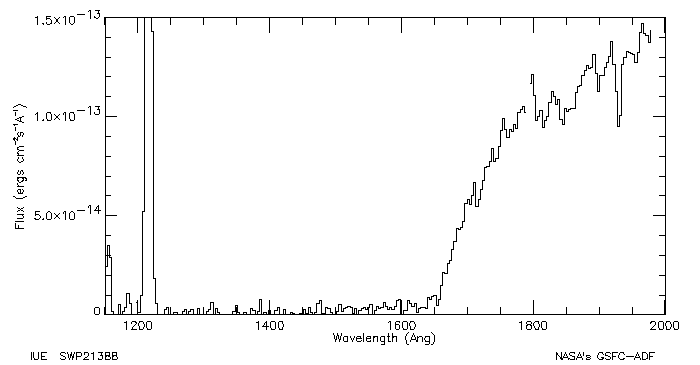 1.5×10−13
1.0×10−13
5.0×10−14
0
Flux (ergs cm−2s−1A−1)
1200 1400 1600 1800 2000
Wavelength (Ang)
IUE SWP21388 NASA's GSFC−ADF